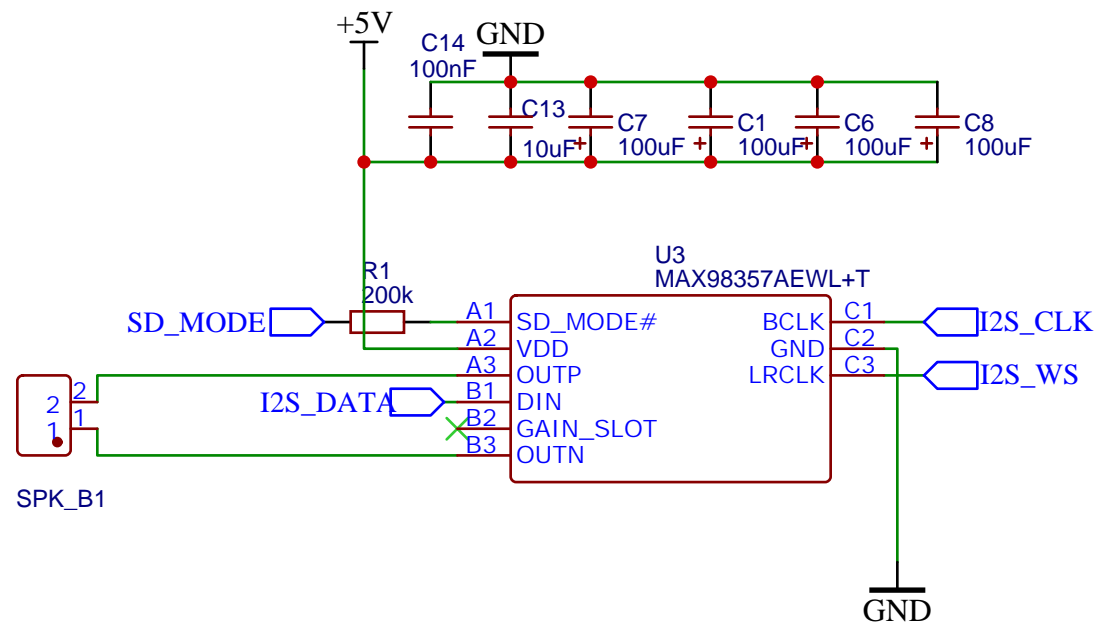 +5V
C14
100nF
GND
C13
10uF
+
C7
100uF
+
C1
100uF
+
C6
100uF
+
C8
100uF
U3
MAX98357AEWL+T
R1
200k
SD_MODE
A1
SD_MODE#
BCLK
C1
I2S_CLK
A2
VDD
GND
C2
A3
OUTP
LRCLK
C3
I2S_WS
I2S_DATA
B1
DIN
B2
GAIN_SLOT
B3
OUTN
2
2
1
1
SPK_B1
GND